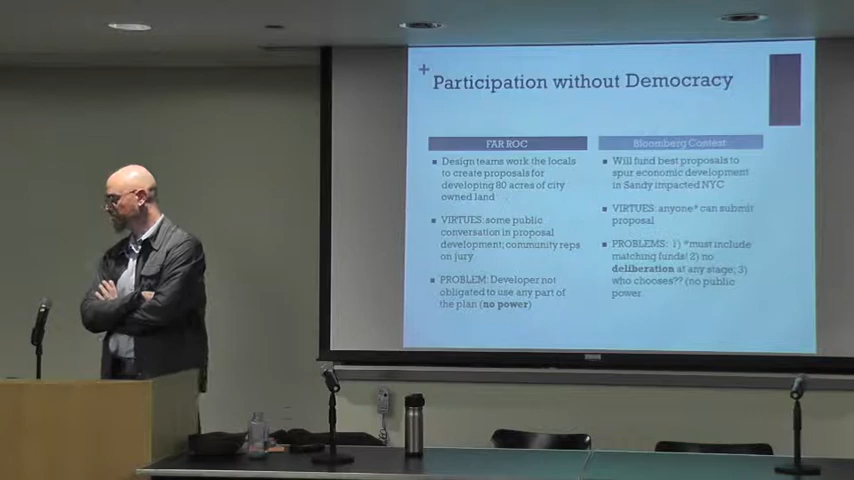 +
Participation without Democracy
FAR ROC
▪ Design teams work the locals
to create proposals for
developing 80 acres of city
owned land
▪ VIRTUES: some public
conversation in proposal
development; community reps
on jury
▪ PROBLEM: Developer not
obligated to use any part of
the plan (no power)
Bloomberg Contest
▪ Will fund best proposals to
spur economic development
in Sandy impacted NYC
▪ VIRTUES: anyone* can submit
proposal
▪ PROBLEMS: 1) *must include
matching funds! 2) no
deliberation at any stage; 3)
who chooses?? (no public
power)